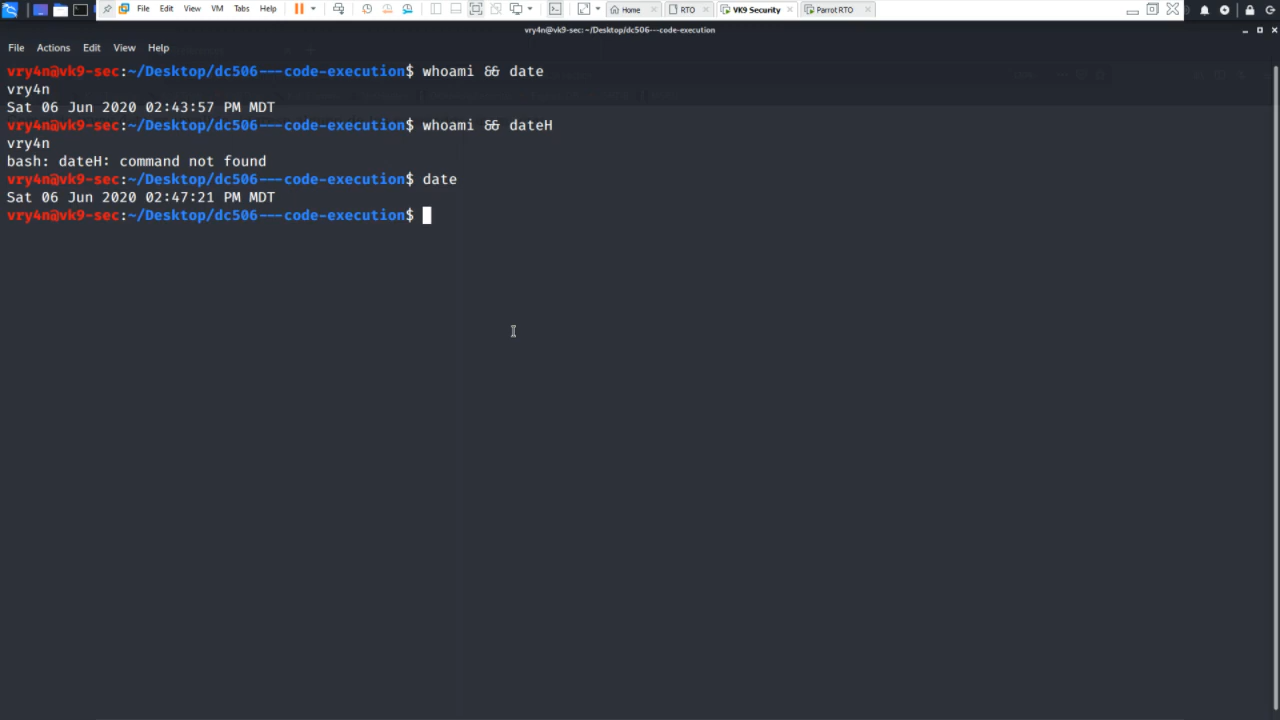 File Edit View VM Tabs Help Home RTO VK9 Security Parrot RTO
vry4n@vk9-sec:~/Desktop/dc506---code-execution
File Actions Edit View Help
vry4n@vk9-sec:~/Desktop/dc506---code-execution$ whoami && date
vry4n
Sat 06 Jun 2020 02:43:57 PM MDT
vry4n@vk9-sec:~/Desktop/dc506---code-execution$ whoami && dateH
vry4n
bash: dateH: command not found
vry4n@vk9-sec:~/Desktop/dc506---code-execution$ date
Sat 06 Jun 2020 02:47:21 PM MDT
vry4n@vk9-sec:~/Desktop/dc506---code-execution$